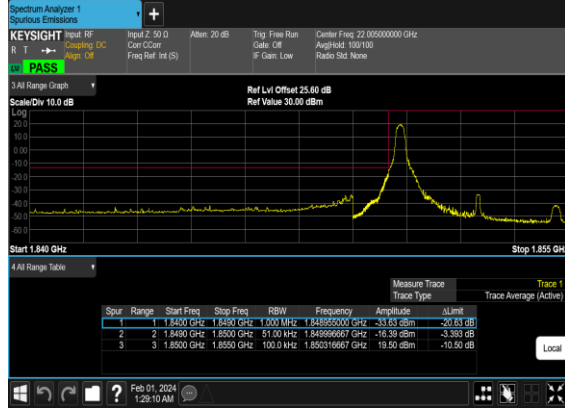 Spectrum Analyzer 1
Spurious Emissions
KEYSIGHT Input: RF Input Z: 50 Ω Atten: 20 dB Trig: Free Run Center Freq: 22.005000000 GHz
R T Coupling: DC Corr CCorr Gate: Off Avg|Hold: 100/100
Align: Off Freq Ref: Int (S) IF Gain: Low Radio Std: None
PASS
3 All Range Graph
Ref Lvl Offset 25.60 dB
Scale/Div 10.0 dB Ref Value 30.00 dBm
Log
20.0
10.0
0.00
-10.0
-20.0
-30.0
-40.0
-50.0
-60.0
Start 1.840 GHz Stop 1.855 GH
4 All Range Table
Measure Trace Trace 1
Trace Type Trace Average (Active)
Spur Range Start Freq Stop Freq RBW Frequency Amplitude ΔLimit
1 1 1.8400 GHz 1.8490 GHz 1.000 MHz 1.848955000 GHz -33.63 dBm -20.63 dB
2 2 1.8490 GHz 1.8500 GHz 51.00 kHz 1.849996667 GHz -16.39 dBm -3.393 dB
3 3 1.8500 GHz 1.8550 GHz 100.0 kHz 1.850316667 GHz 19.50 dBm -10.50 dB
Local
?
Feb 01, 2024
1:29:10 AM